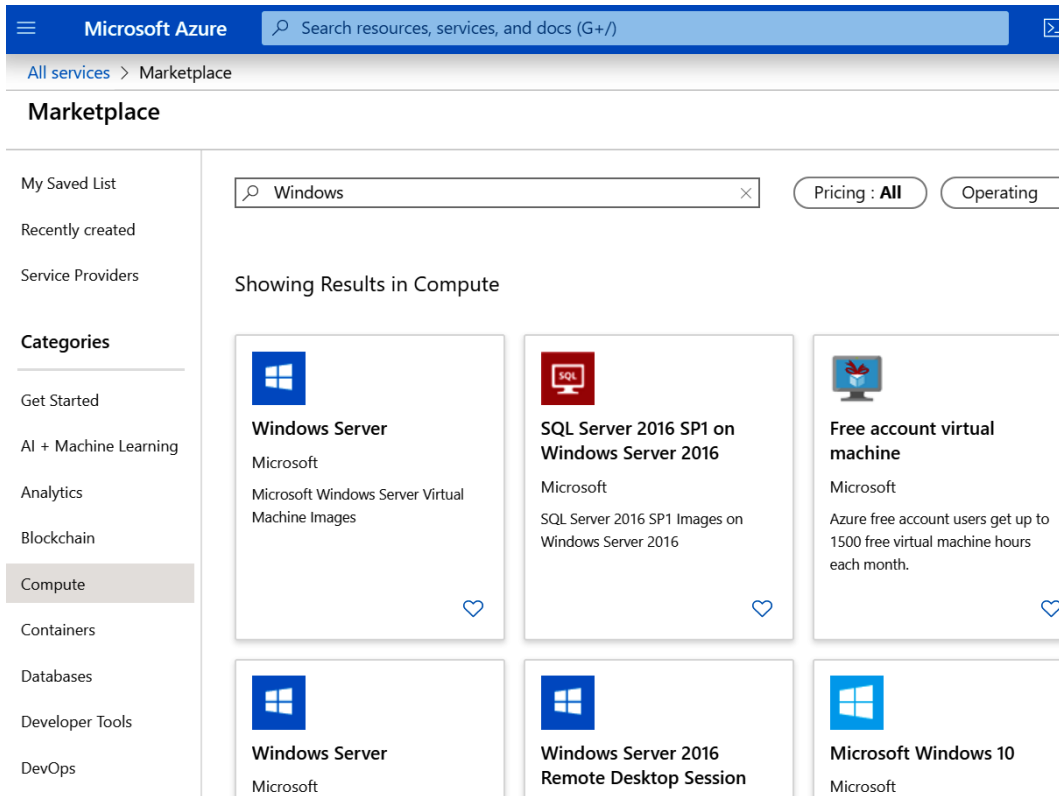 Microsoft Azure
Search resources, services, and docs (G+/)
All services > Marketplace
Marketplace
My Saved List
Recently created
Service Providers
Categories
Get Started
AI + Machine Learning
Analytics
Blockchain
Compute
Containers
Databases
Developer Tools
DevOps
Windows
Pricing : All
Operating
Showing Results in Compute
Windows Server
Microsoft
Microsoft Windows Server Virtual
Machine Images
SQL
SQL Server 2016 SP1 on
Windows Server 2016
Microsoft
SQL Server 2016 SP1 Images on
Windows Server 2016
Free account virtual
machine
Microsoft
Azure free account users get up to
1500 free virtual machine hours
each month.
Windows Server
Microsoft
Windows Server 2016
Remote Desktop Session
Microsoft Windows 10
Microsoft